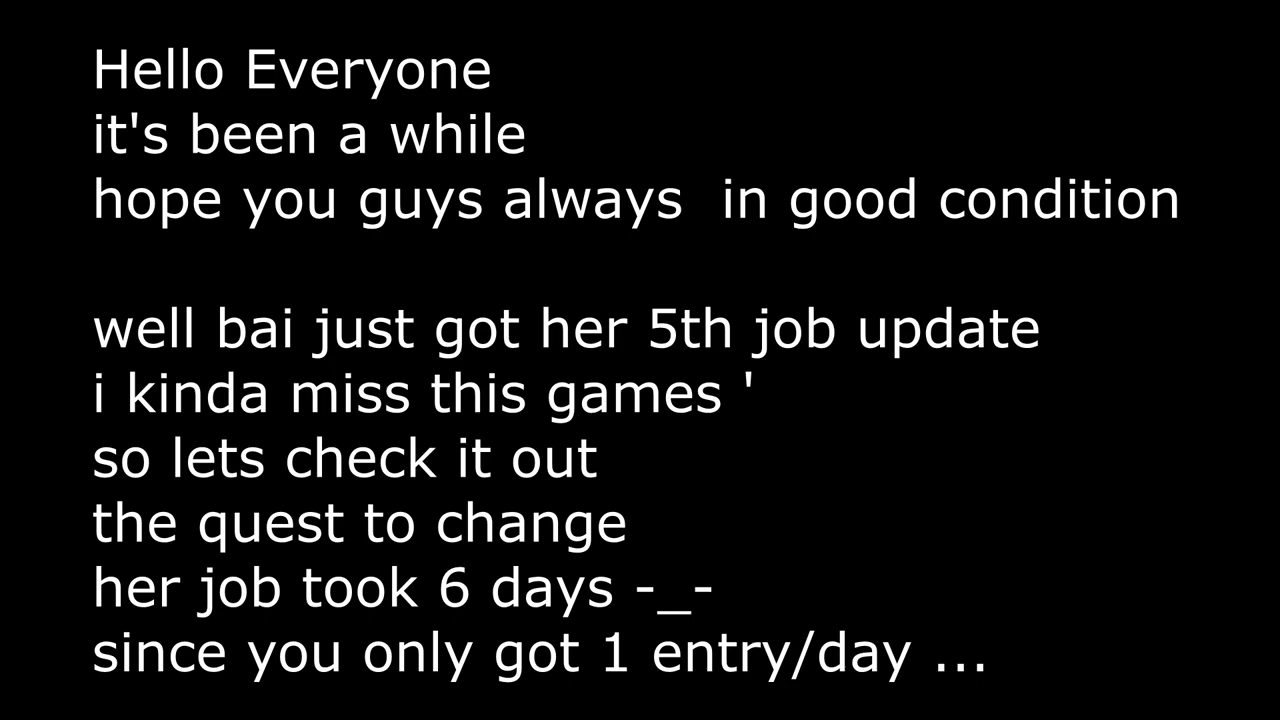 Hello Everyone
it's been a while
hope you guys always  in good condition
well bai just got her 5th job update
i kinda miss this games '
so lets check it out
the quest to change
her job took 6 days -_-
since you only got 1 entry/day ...